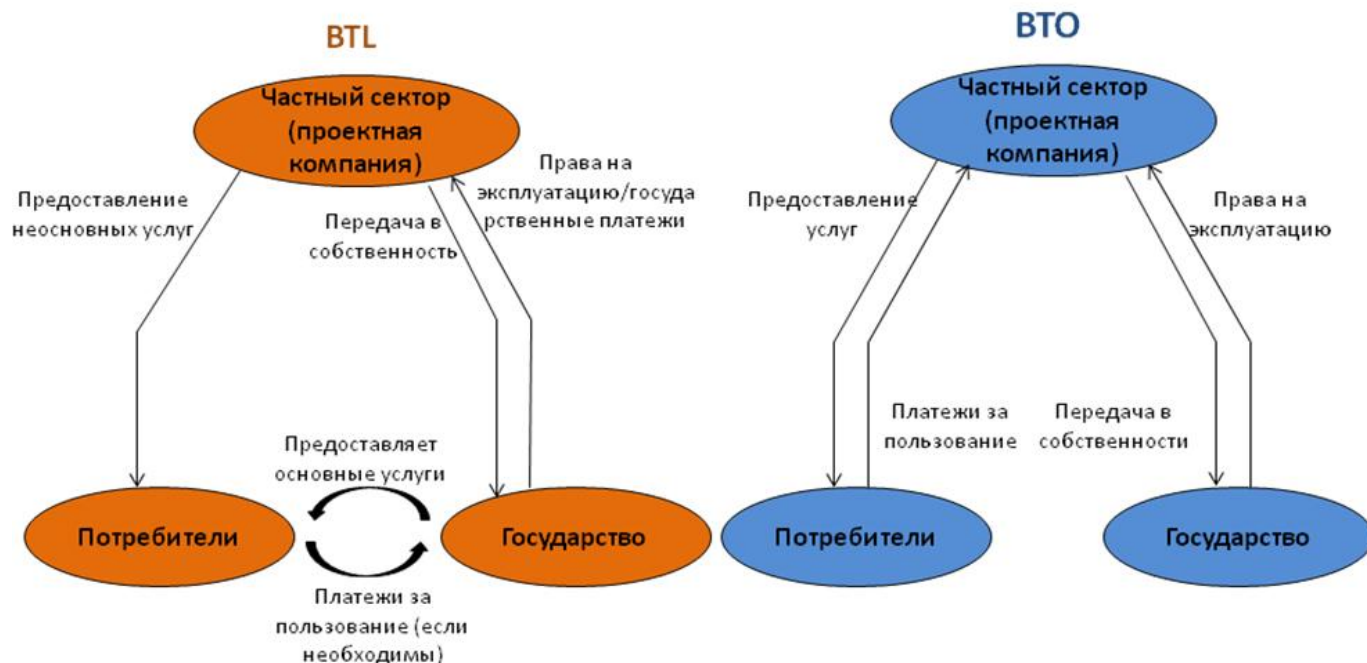 BTL
Частный сектор
(проектная
компания)
Предоставление
неосновных услуг
Передача в
собственность
Права на
эксплуатацию/госуда
рственные платежи
Предоставляет
основные услуги
Потребители
Государство
Платежи за
пользование (если
необходимы)
BTO
Частный сектор
(проектная
компания)
Предоставление
услуг
Права на
эксплуатацию
Платежи за
пользование
Передача в
собственности
Потребители
Государство